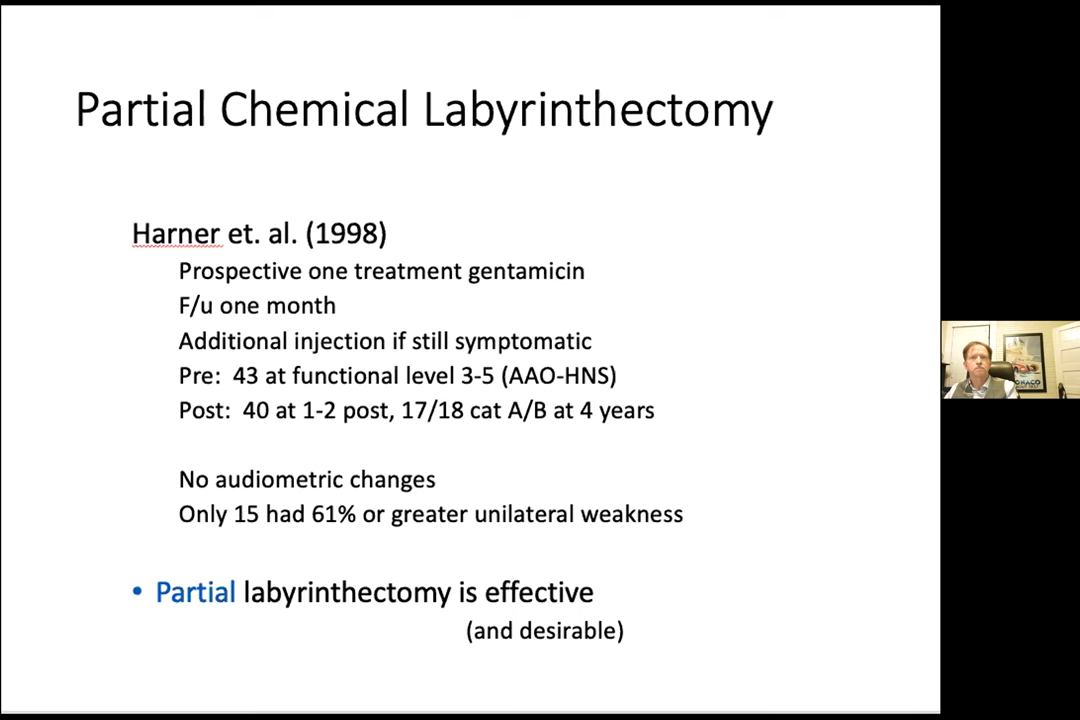 Partial Chemical Labyrinthectomy
Harner et. al. (1998)
Prospective one treatment gentamicin
F/u one month
Additional injection if still symptomatic
Pre: 43 at functional level 3-5 (AAO-HNS)
Post: 40 at 1-2 post, 17/18 cat A/B at 4 years
No audiometric changes
Only 15 had 61% or greater unilateral weakness
• Partial labyrinthectomy is effective
(and desirable)